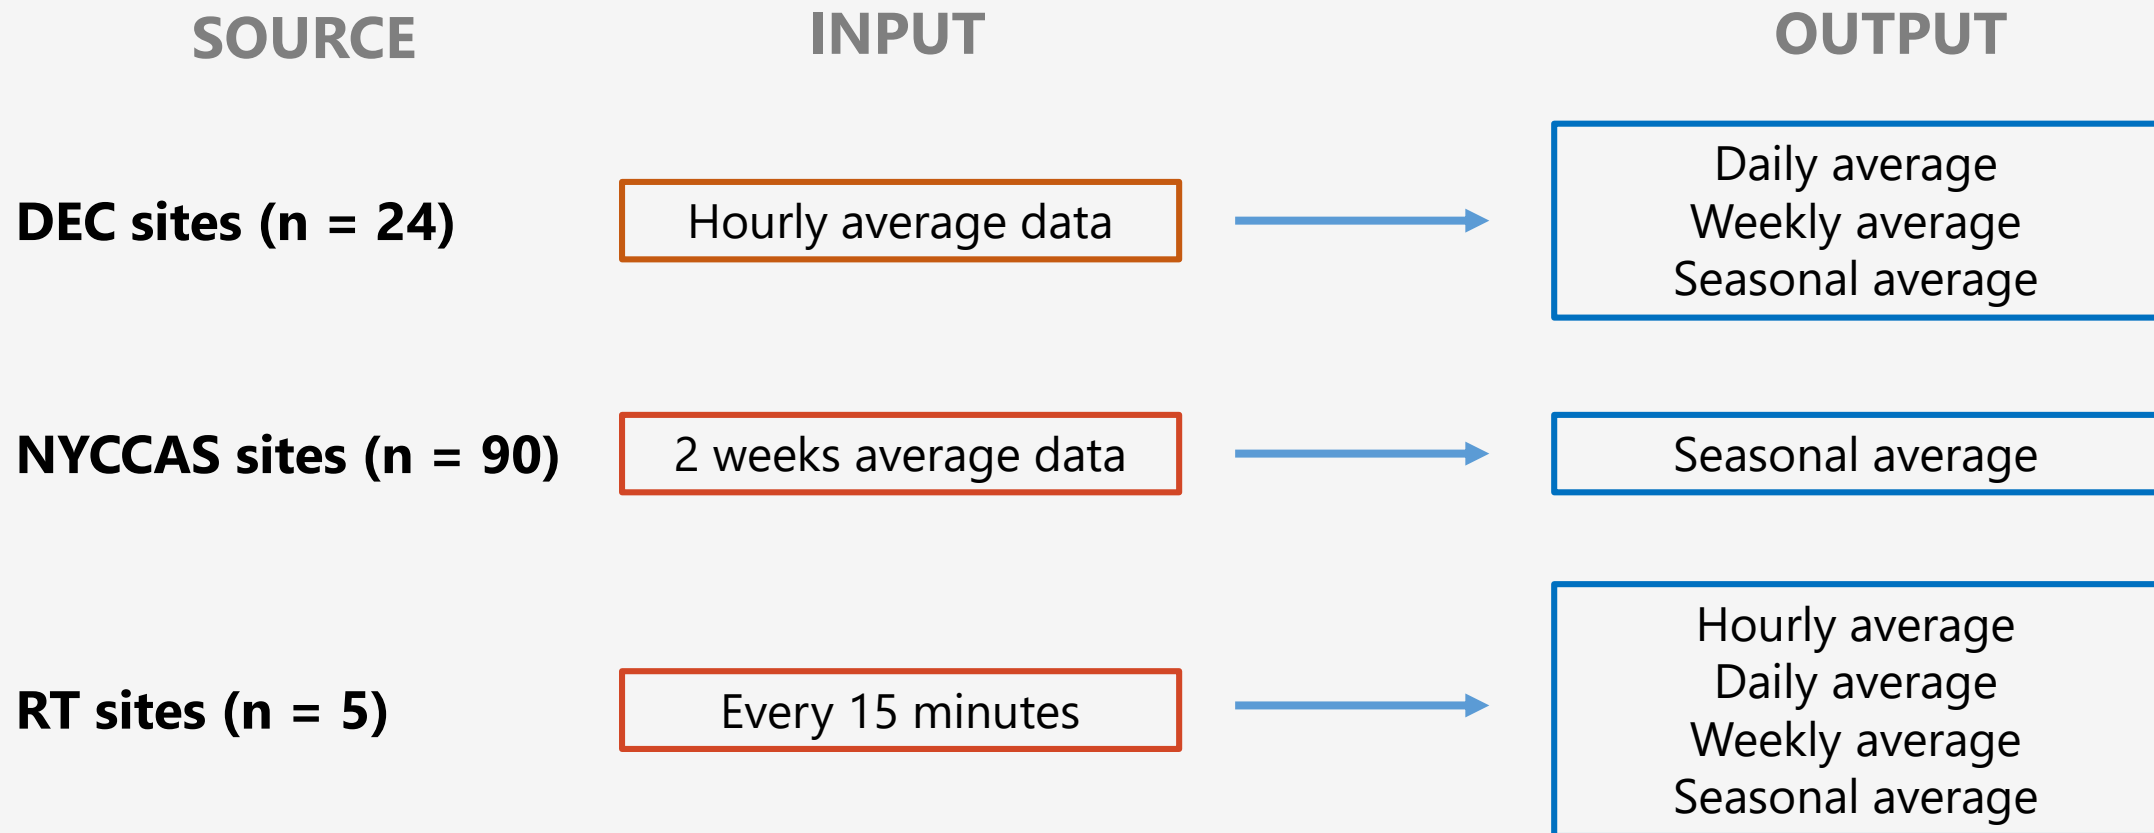 SOURCE
INPUT
OUTPUT
DEC sites (n = 24)
Hourly average data
Daily average
Weekly average
Seasonal average
NYCCAS sites (n = 90)
2 weeks average data
Seasonal average
RT sites (n = 5)
Every 15 minutes
Hourly average
Daily average
Weekly average
Seasonal average